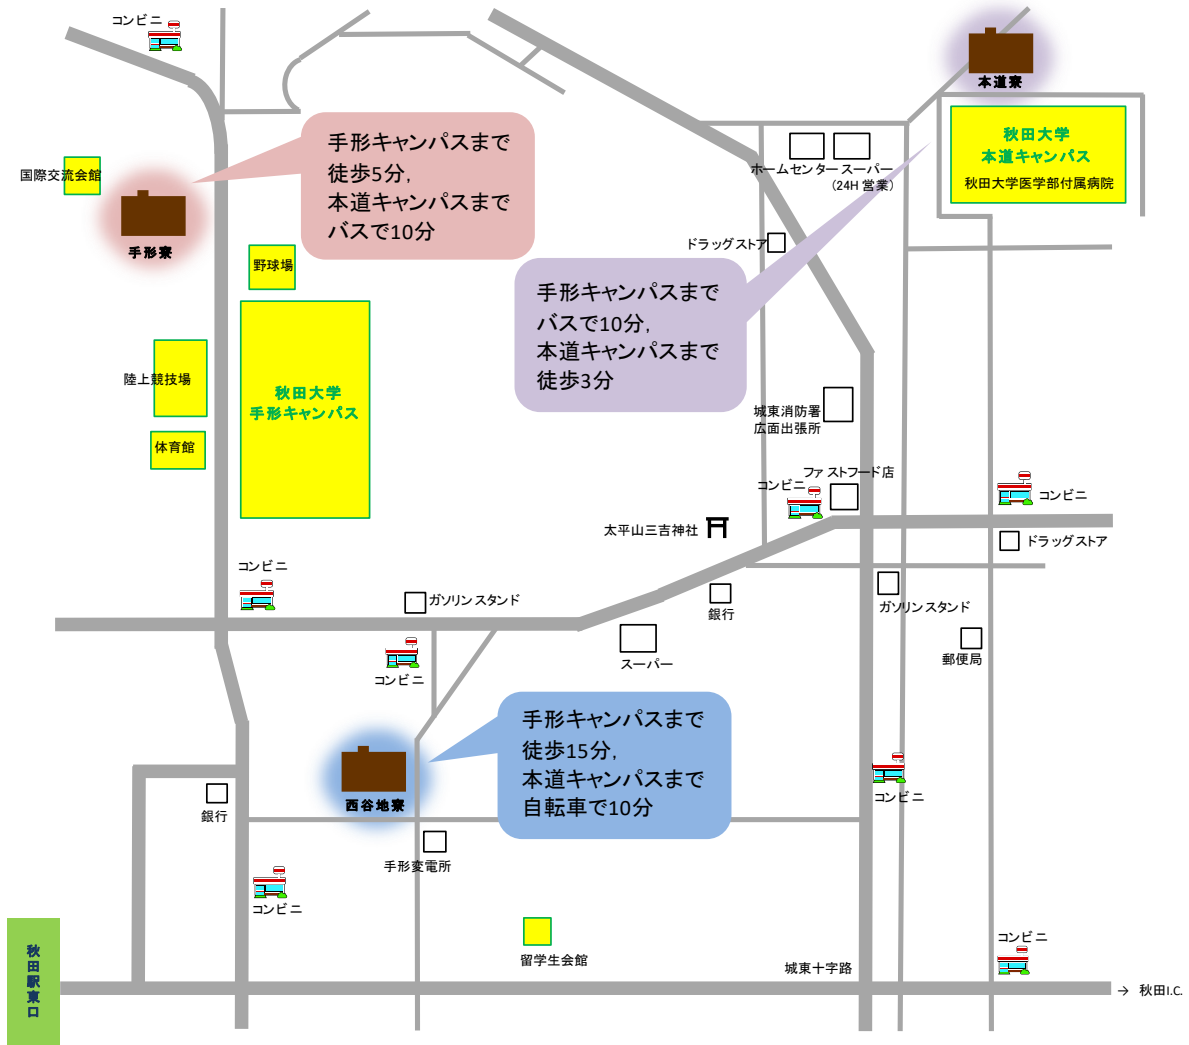 コンビニ
本道寮
手形キャンパスまで
徒歩5分,
本道キャンパスまで
バスで10分
秋田大学
本道キャンパス
秋田大学医学部付属病院
国際交流会館
手形寮
ホームセンター
スーパー
(24H 営業)
ドラッグストア
野球場
手形キャンパスまで
バスで10分,
本道キャンパスまで
徒歩3分
陸上競技場
秋田大学
手形キャンパス
城東消防署
広面出張所
体育館
ファストフード店
コンビニ
コンビニ
太平山三吉神社
ドラッグストア
コンビニ
ガソリンスタンド
銀行
ガソリンスタンド
スーパー
郵便局
コンビニ
手形キャンパスまで
徒歩15分,
本道キャンパスまで
自転車で10分
西谷地寮
銀行
コンビニ
手形変電所
コンビニ
秋田駅東口
留学生会館
城東十字路
コンビニ
→ 秋田I.C.